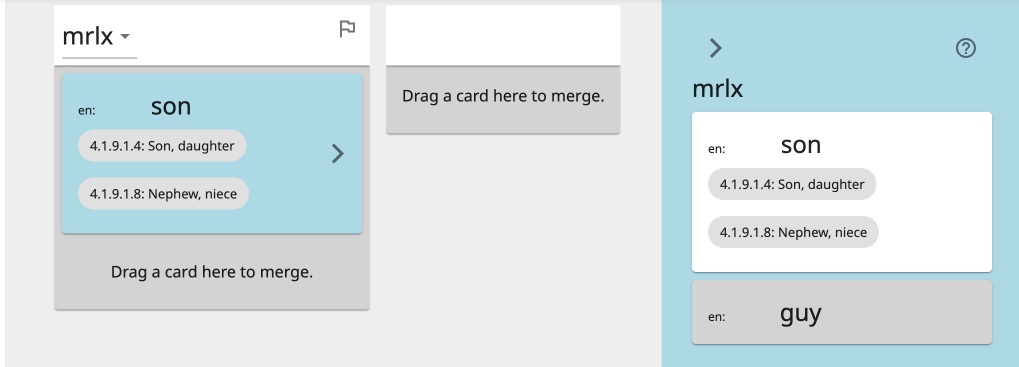 mrlx
en: son
4.1.9.1.4: Son, daughter
4.1.9.1.8: Nephew, niece
Drag a card here to merge.
Drag a card here to merge.
mrlx
en: son
4.1.9.1.4: Son, daughter
4.1.9.1.8: Nephew, niece
en: guy